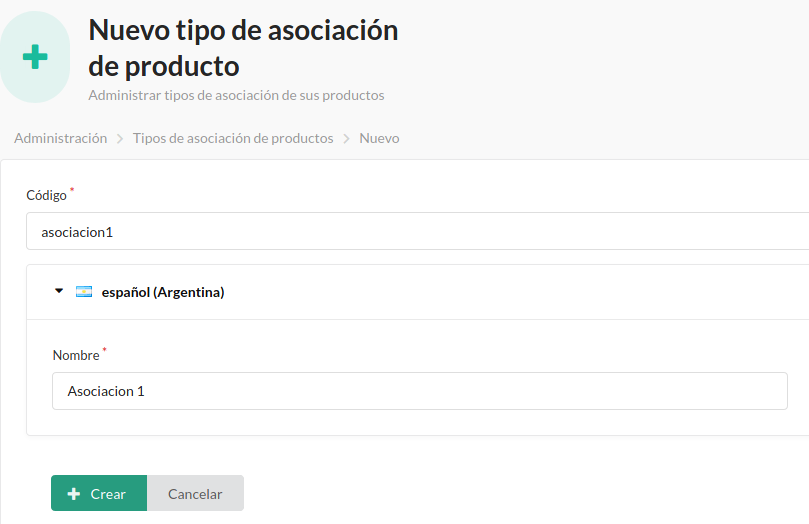 Nuevo tipo de asociación
de producto
Administrar tipos de asociación de sus productos
Administración > Tipos de asociación de productos > Nuevo
Código *
asociacion1
español (Argentina)
Nombre *
Asociacion 1
Crear Cancelar